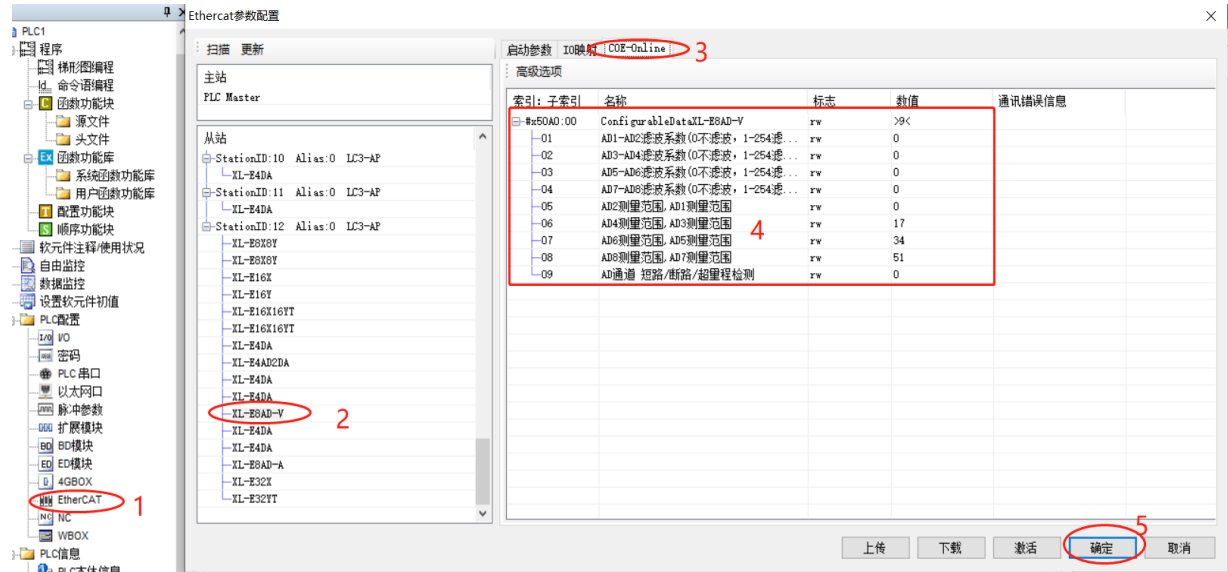 Ethercat参数配置
PLC1
程序
梯形图编程
命令语编程
函数功能块
源文件
头文件
函数功能库
系统函数功能库
用户函数功能库
配置功能块
顺序功能块
软元件注释/使用状况
自由监控
数据监控
设置软元件初值
PLC配置
I/O
密码
PLC 串口
以太网口
脉冲参数
扩展模块
BD模块
ED模块
4GBOX
EtherCAT
1
NC
WBOX
PLC信息
扫描 更新
主站
PLC Master
从站
StationID:10 Alias:0 LC3-AP
XL-E4DA
StationID:11 Alias:0 LC3-AP
XL-E4DA
StationID:12 Alias:0 LC3-AP
XL-E8X8Y
XL-E8X8Y
XL-E16X
XL-E16Y
XL-E16X16YT
XL-E16X16YT
XL-E4DA
XL-E4AD2DA
XL-E4DA
XL-E4DA
XL-E8AD-V
2
XL-E4DA
XL-E4DA
XL-E8AD-A
XL-E32X
XL-E32YT
启动参数 IO映射 COE-Online 3
高级选项
索引: 子索引 名称 标志 数值 通讯错误信息
#x50A0:00 ConfigurableDataXL-E8AD-V rw >9<
01 AD1-AD2滤波系数(0不滤波，1-254滤... rw 0
02 AD3-AD4滤波系数(0不滤波，1-254滤... rw 0
03 AD5-AD6滤波系数(0不滤波，1-254滤... rw 0
04 AD7-AD8滤波系数(0不滤波，1-254滤... rw 0
05 AD2测量范围,AD1测量范围 rw 0
06 AD4测量范围,AD3测量范围 rw 17
4
07 AD6测量范围,AD5测量范围 rw 34
08 AD8测量范围,AD7测量范围 rw 51
09 AD通道 短路/断路/超量程检测 rw 0
5
上传 下载 激活 确定 取消